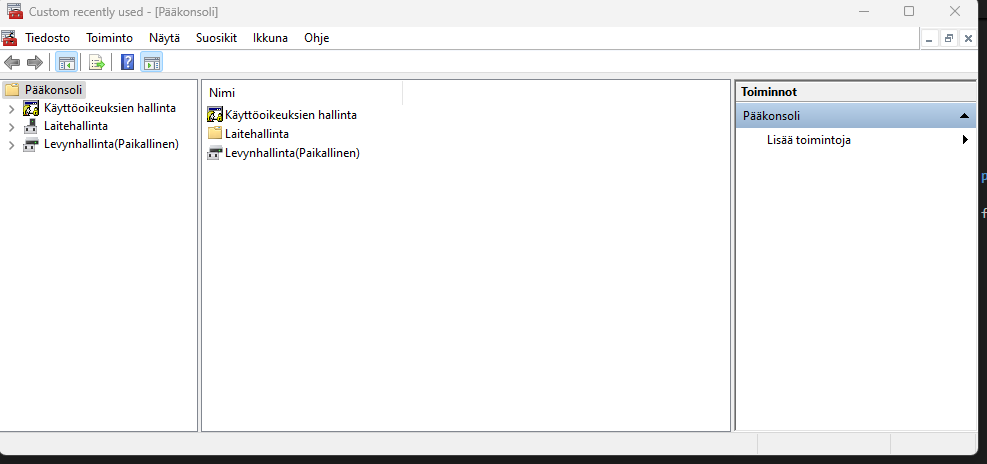 Custom recently used - [Pääkonsoli]
Tiedosto Toiminto Näytä Suosikit Ikkuna Ohje
Pääkonsoli
Käyttöoikeuksien hallinta
Laitehallinta
Levynhallinta(Paikallinen)
Nimi
Käyttöoikeuksien hallinta
Laitehallinta
Levynhallinta(Paikallinen)
Toiminnot
Pääkonsoli
Lisää toimintoja